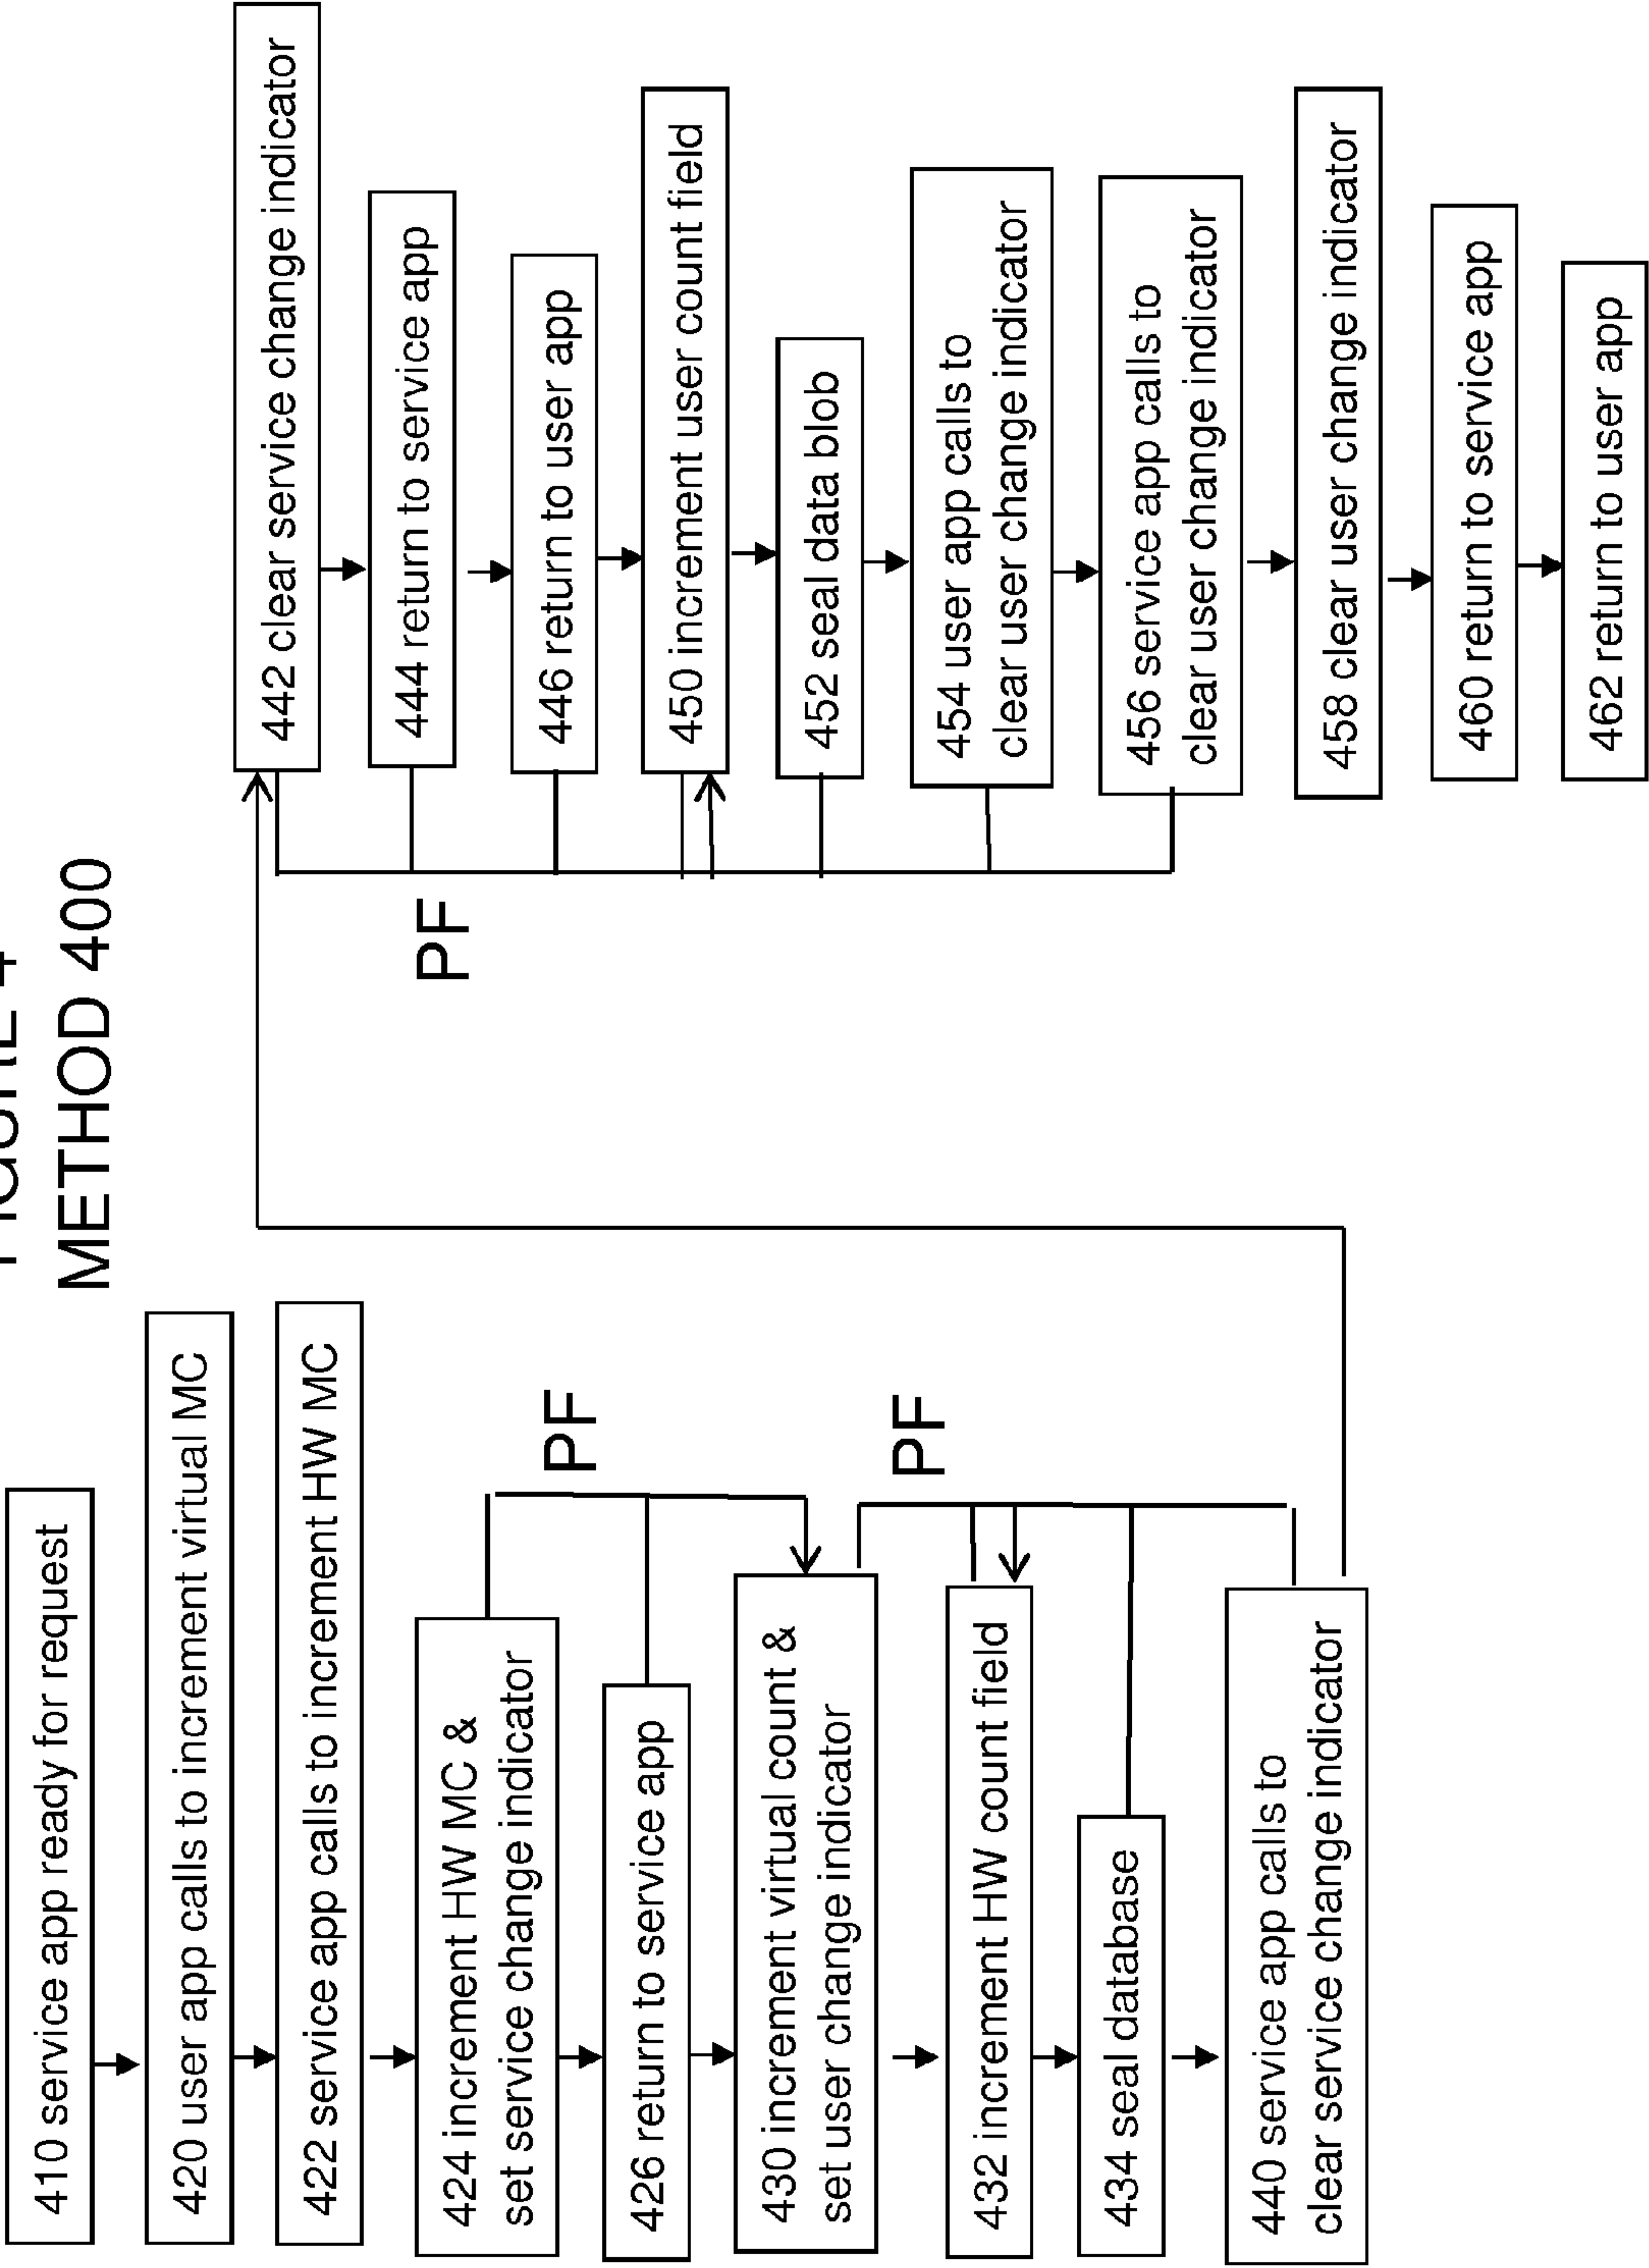 FIGURE 4
METHOD 400
410 service app ready for request
420 user app calls to increment virtual MC
422 service app calls to increment HW MC
424 increment HW MC &
set service change indicator
PF
426 return to service app
430 increment virtual count &
set user change indicator
PF
432 increment HW count field
434 seal database
440 service app calls to
clear service change indicator
442 clear service change indicator
444 return to service app
PF
446 return to user app
450 increment user count field
452 seal data blob
454 user app calls to
clear user change indicator
456 service app calls to
clear user change indicator
458 clear user change indicator
460 return to service app
462 return to user app